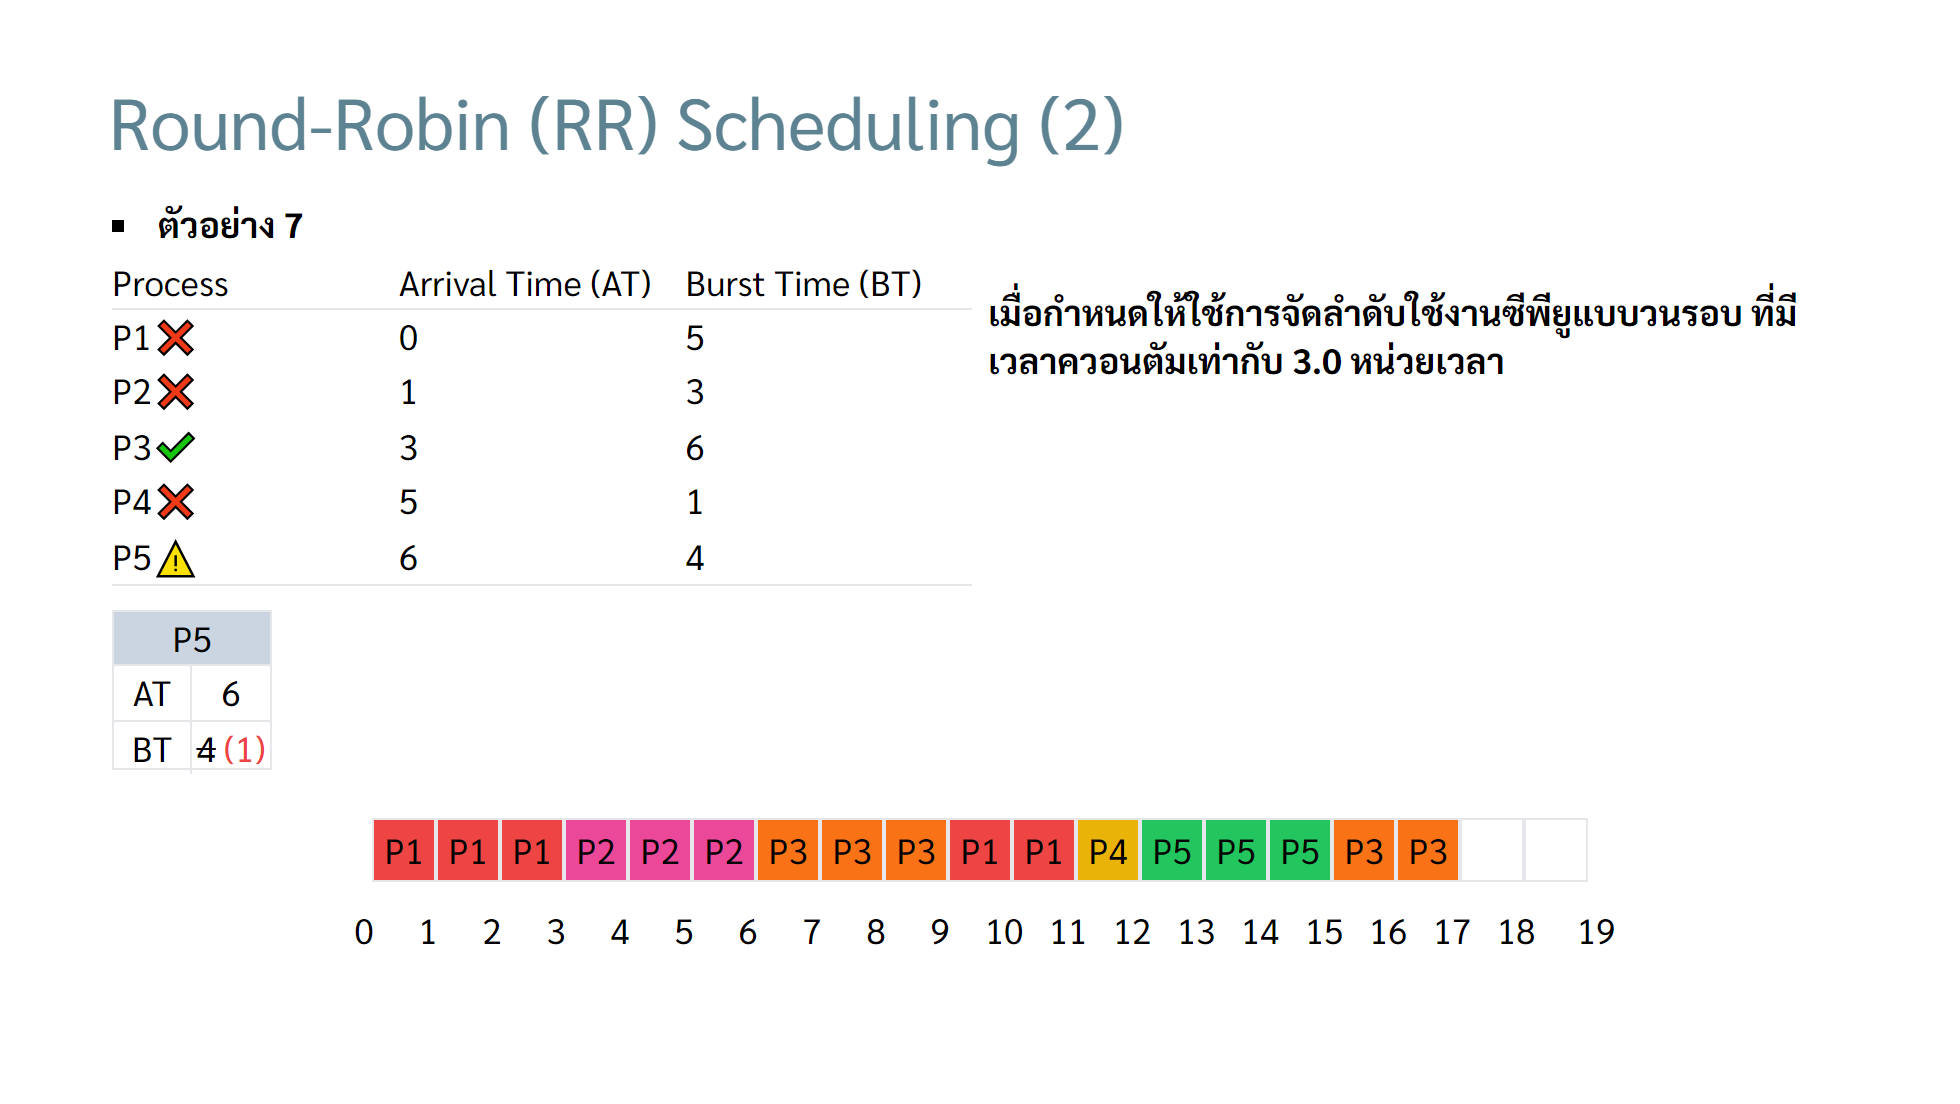 Round-Robin (RR) Scheduling (2)
ตัวอย่าง 7
Process Arrival Time (AT) Burst Time (BT)
P1 0 5
P2 1 3
P3 3 6
P4 5 1
P5 6 4
เมื่อกำหนดให้ใช้การจัดลำดับใช้งานซีพียูแบบวนรอบ ที่มี
เวลาควอนตัมเท่ากับ 3.0 หน่วยเวลา
P5
AT 6
BT 4 (1)
P1 P1 P1 P2 P2 P2 P3 P3 P3 P1 P1 P4 P5 P5 P5 P3 P3
0 1 2 3 4 5 6 7 8 9 10 11 12 13 14 15 16 17 18 19